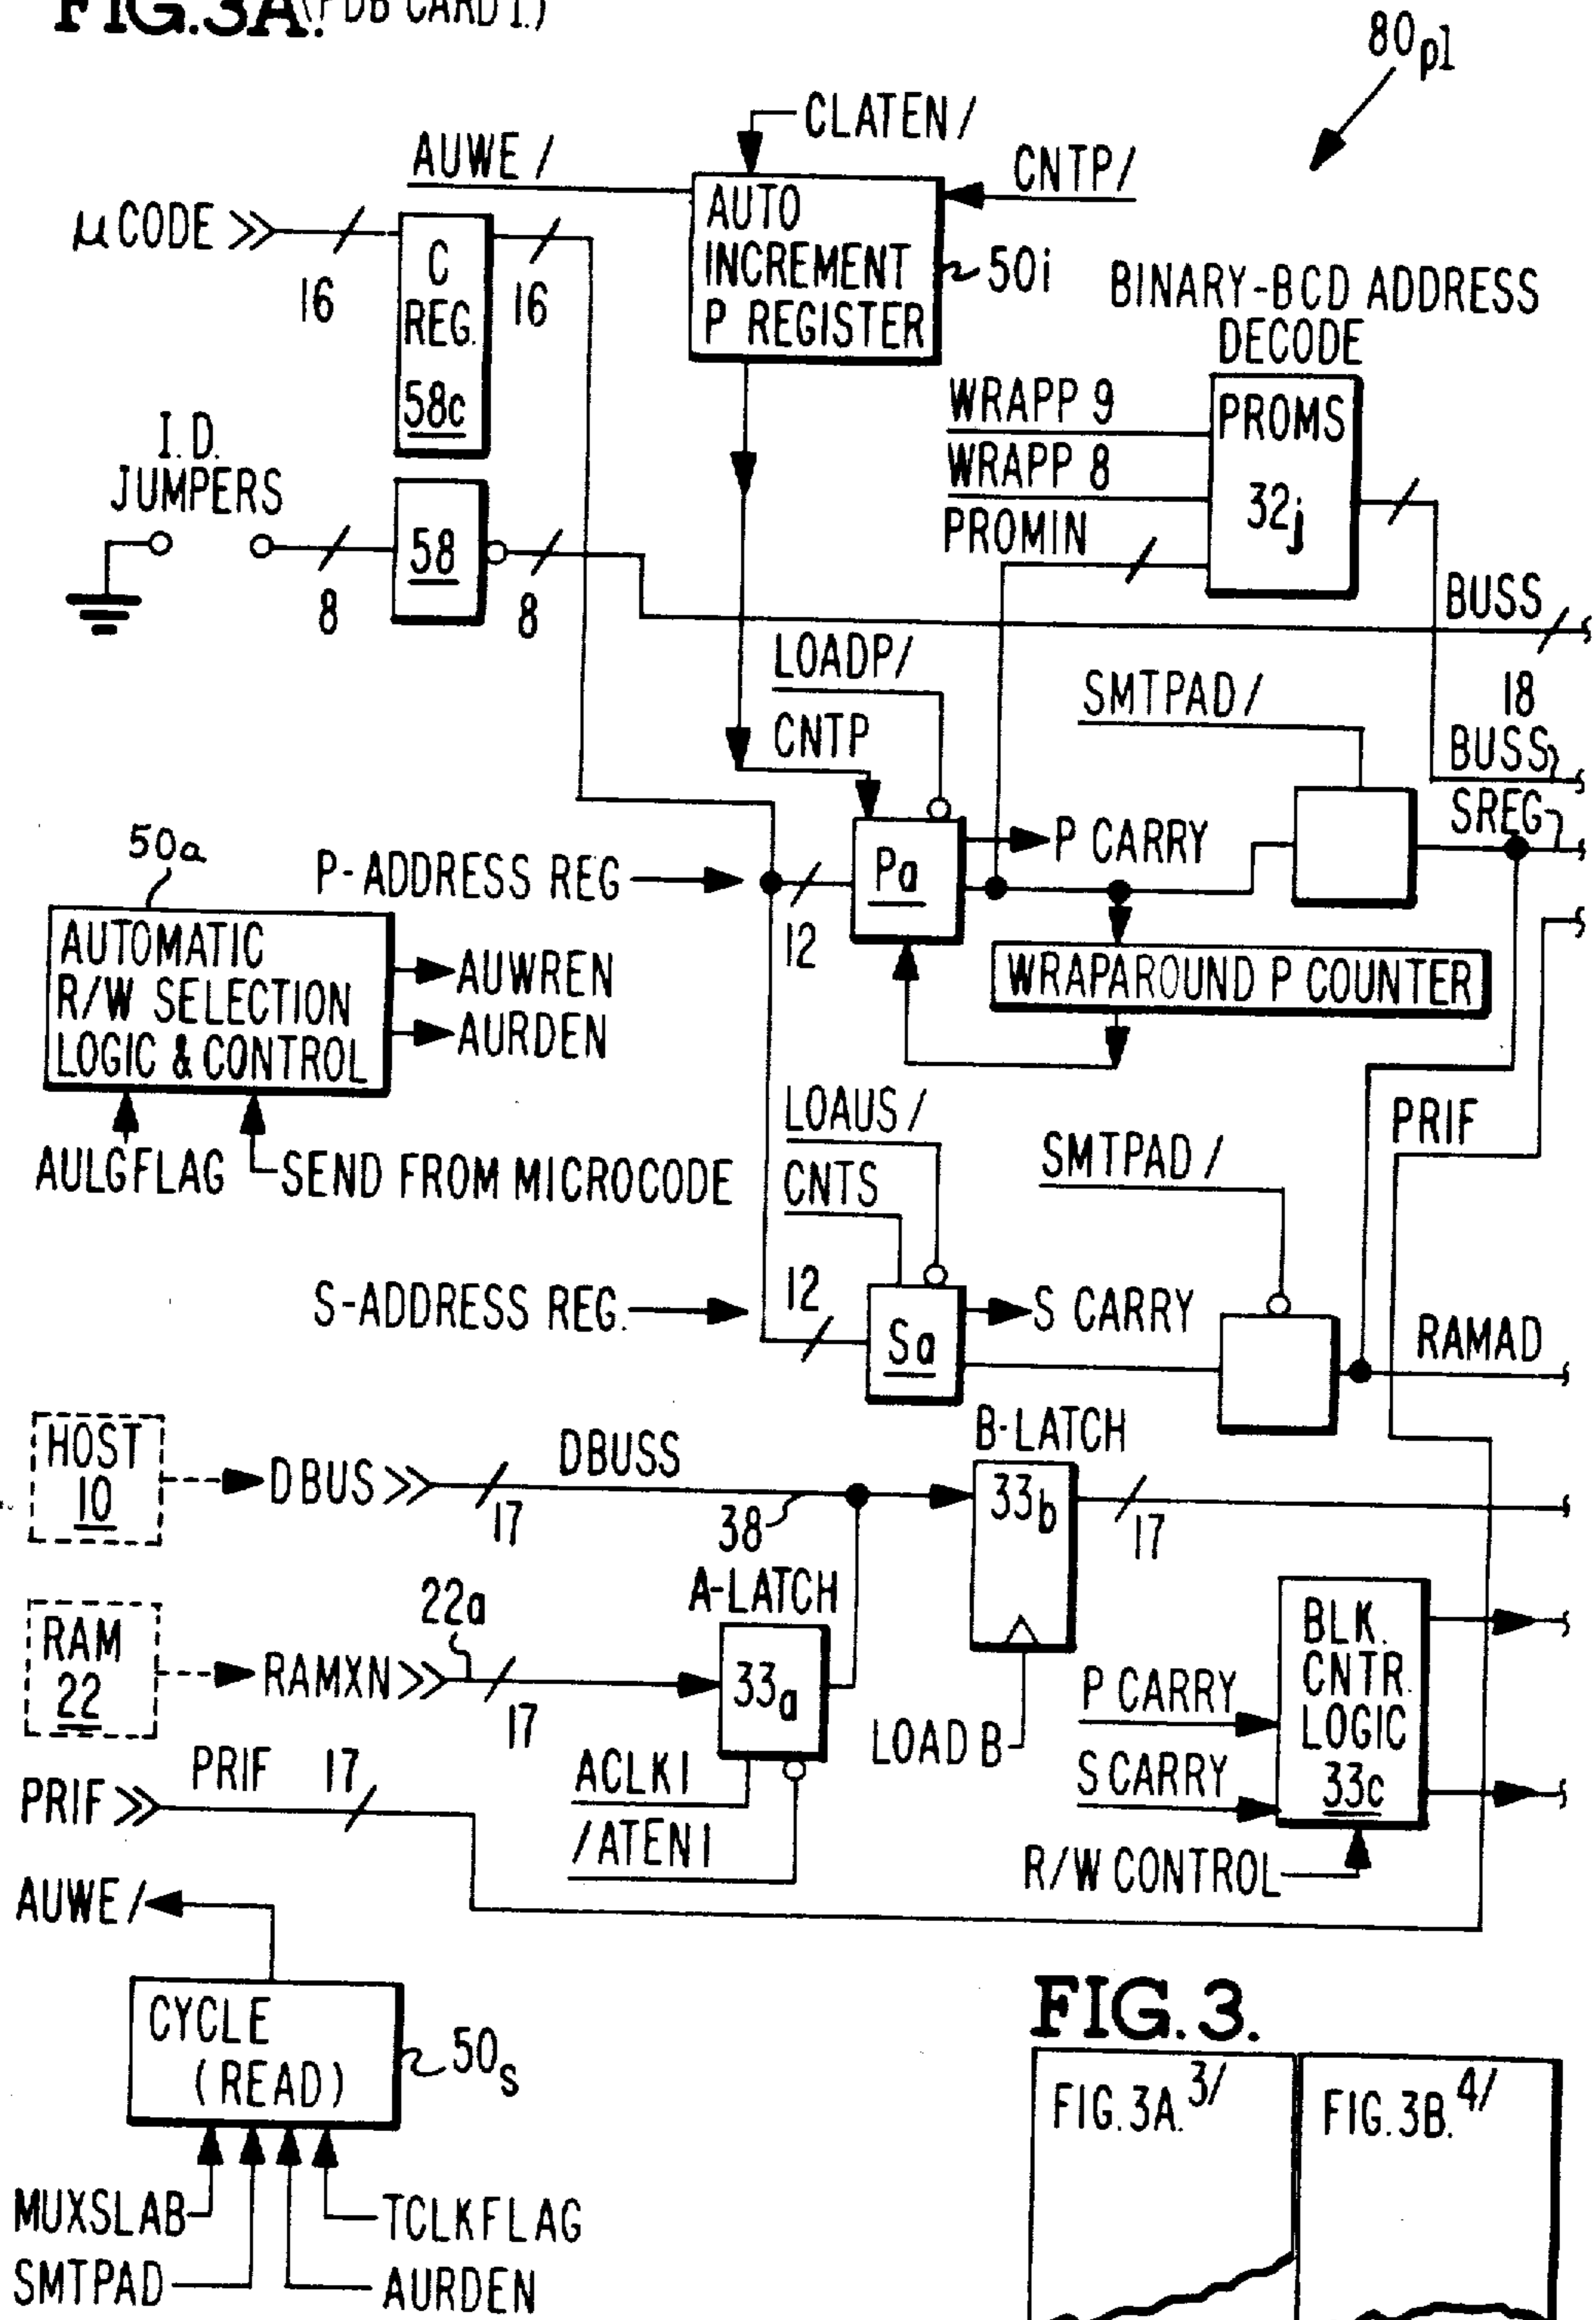 FIG.3A. (PDB CARD 1.)
80pl
CLATEN/
AUWE/
CNTP/
μCODE
16
C
REG.
58c
16
AUTO
INCREMENT
P REGISTER
50i
BINARY-BCD ADDRESS
DECODE
I.D.
JUMPERS
8
58
8
WRAPP 9
WRAPP 8
PROMIN
PROMS
32j
BUSS
18
LOADP/
CNTP
SMTPAD/
BUSS
SREG
50a
P-ADDRESS REG
12
Pa
P CARRY
AUTOMATIC
R/W SELECTION
LOGIC & CONTROL
AUWREN
AURDEN
WRAPAROUND P COUNTER
AULGFLAG
SEND FROM MICROCODE
LOAUS/
CNTS
SMTPAD/
PRIF
S-ADDRESS REG.
12
Sa
S CARRY
RAMAD
HOST
10
DBUS
17
DBUSS
38
B-LATCH
33b
17
A-LATCH
RAM
22
RAMXN
22a
17
33a
LOAD B
BLK.
CNTR.
LOGIC
33c
P CARRY
S CARRY
R/W CONTROL
PRIF
PRIF
17
ACLK1
/ATEN1
AUWE/
CYCLE
(READ)
50s
MUXSLAB
SMTPAD
TCLKFLAG
AURDEN
FIG.3.
FIG.3A. 3/
FIG.3B. 4/